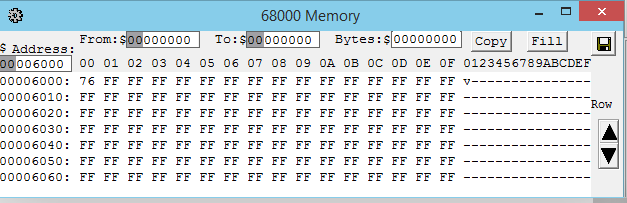 68000 Memory
$ Address: From:$00000000 To:$00000000 Bytes:$00000000 Copy Fill
00006000 00 01 02 03 04 05 06 07 08 09 0A 0B 0C 0D 0E 0F 0123456789ABCDEF
00006000: 76 FF FF FF FF FF FF FF FF FF FF FF FF FF FF FF v---------------
00006010: FF FF FF FF FF FF FF FF FF FF FF FF FF FF FF FF ----------------
Row
00006020: FF FF FF FF FF FF FF FF FF FF FF FF FF FF FF FF ----------------
00006030: FF FF FF FF FF FF FF FF FF FF FF FF FF FF FF FF ----------------
00006040: FF FF FF FF FF FF FF FF FF FF FF FF FF FF FF FF ----------------
00006050: FF FF FF FF FF FF FF FF FF FF FF FF FF FF FF FF ----------------
00006060: FF FF FF FF FF FF FF FF FF FF FF FF FF FF FF FF ----------------